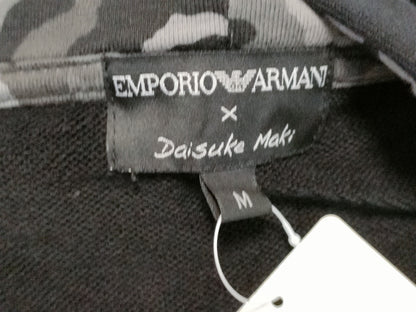 EMPORIO ARMANI
×
Daisuke Maki
M